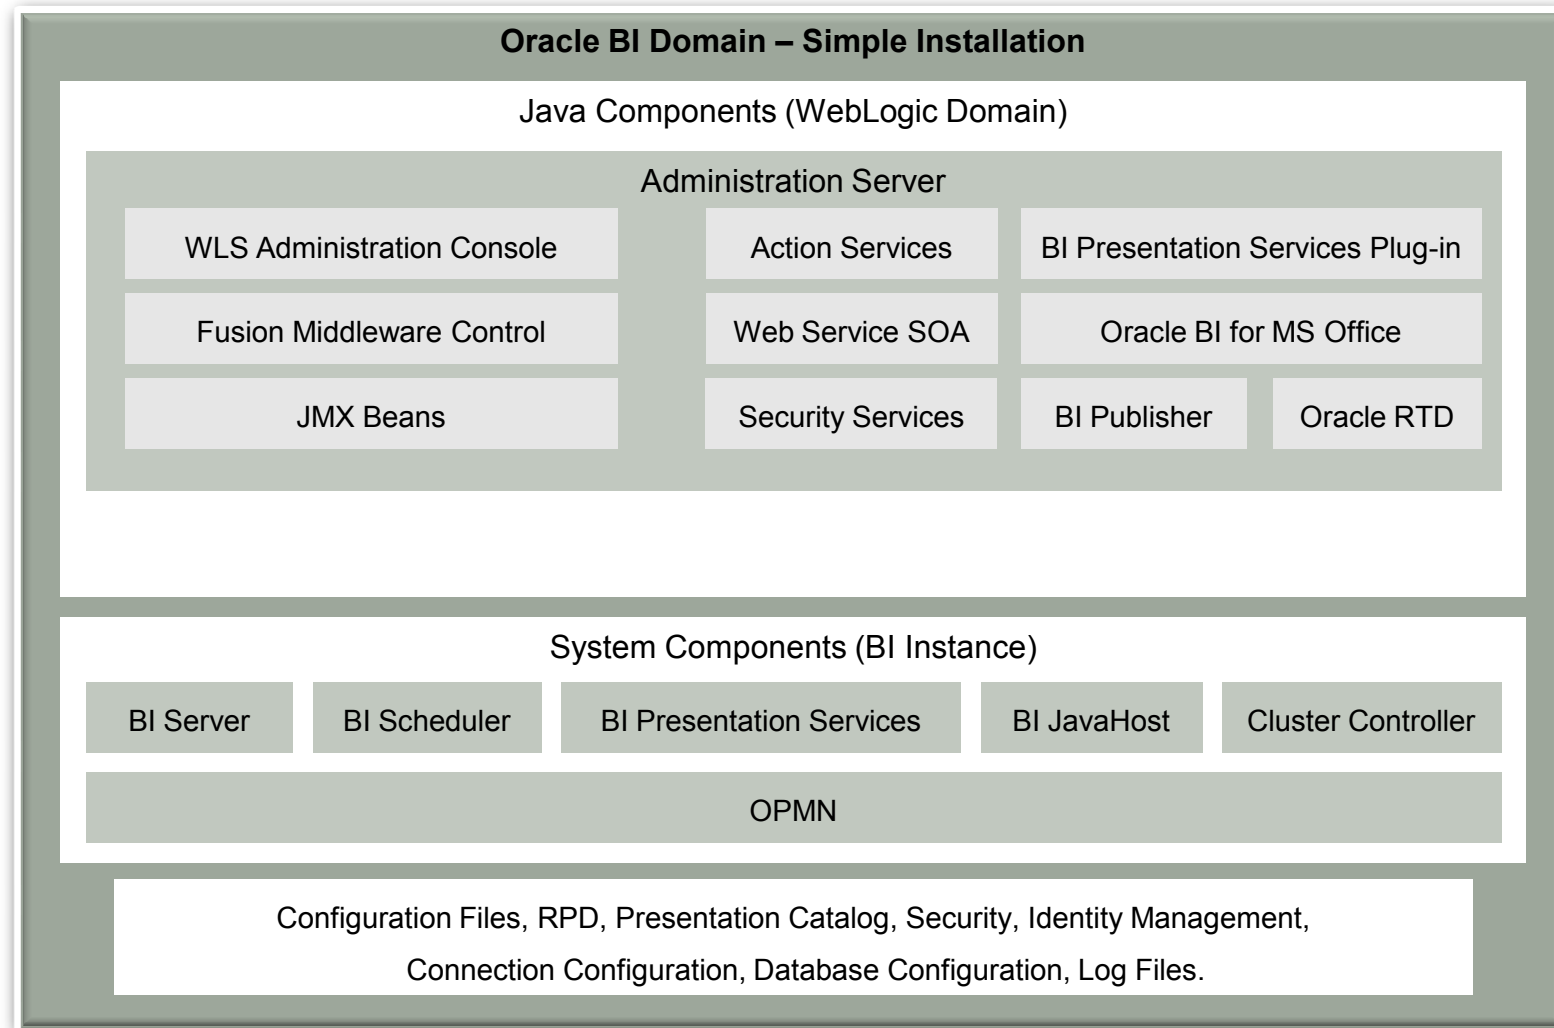 Oracle BI Domain – Simple Installation
Java Components (WebLogic Domain)
Administration Server
WLS Administration Console
Action Services
BI Presentation Services Plug-in
Fusion Middleware Control
Web Service SOA
Oracle BI for MS Office
JMX Beans
Security Services
BI Publisher
Oracle RTD
System Components (BI Instance)
BI Server
BI Scheduler
BI Presentation Services
BI JavaHost
Cluster Controller
OPMN
Configuration Files, RPD, Presentation Catalog, Security, Identity Management,
Connection Configuration, Database Configuration, Log Files.